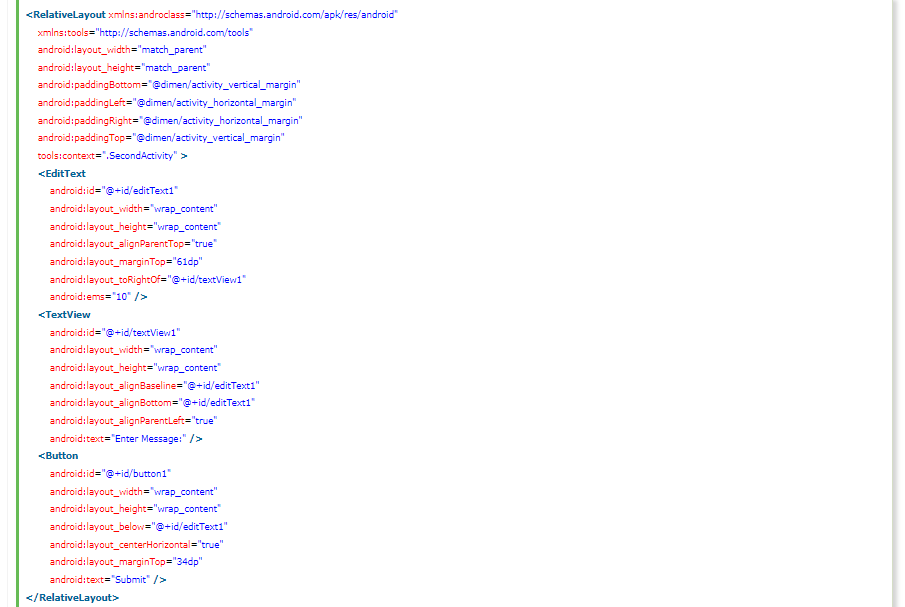 <RelativeLayout xmlns:androclass="http://schemas.android.com/apk/res/android"
xmlns:tools="http://schemas.android.com/tools"
android:layout_width="match_parent"
android:layout_height="match_parent"
android:paddingBottom="@dimen/activity_vertical_margin"
android:paddingLeft="@dimen/activity_horizontal_margin"
android:paddingRight="@dimen/activity_horizontal_margin"
android:paddingTop="@dimen/activity_vertical_margin"
tools:context=".SecondActivity" >
<EditText
android:id="@+id/editText1"
android:layout_width="wrap_content"
android:layout_height="wrap_content"
android:layout_alignParentTop="true"
android:layout_marginTop="61dp"
android:layout_toRightOf="@+id/textView1"
android:ems="10" />
<TextView
android:id="@+id/textView1"
android:layout_width="wrap_content"
android:layout_height="wrap_content"
android:layout_alignBaseline="@+id/editText1"
android:layout_alignBottom="@+id/editText1"
android:layout_alignParentLeft="true"
android:text="Enter Message:" />
<Button
android:id="@+id/button1"
android:layout_width="wrap_content"
android:layout_height="wrap_content"
android:layout_below="@+id/editText1"
android:layout_centerHorizontal="true"
android:layout_marginTop="34dp"
android:text="Submit" />
</RelativeLayout>